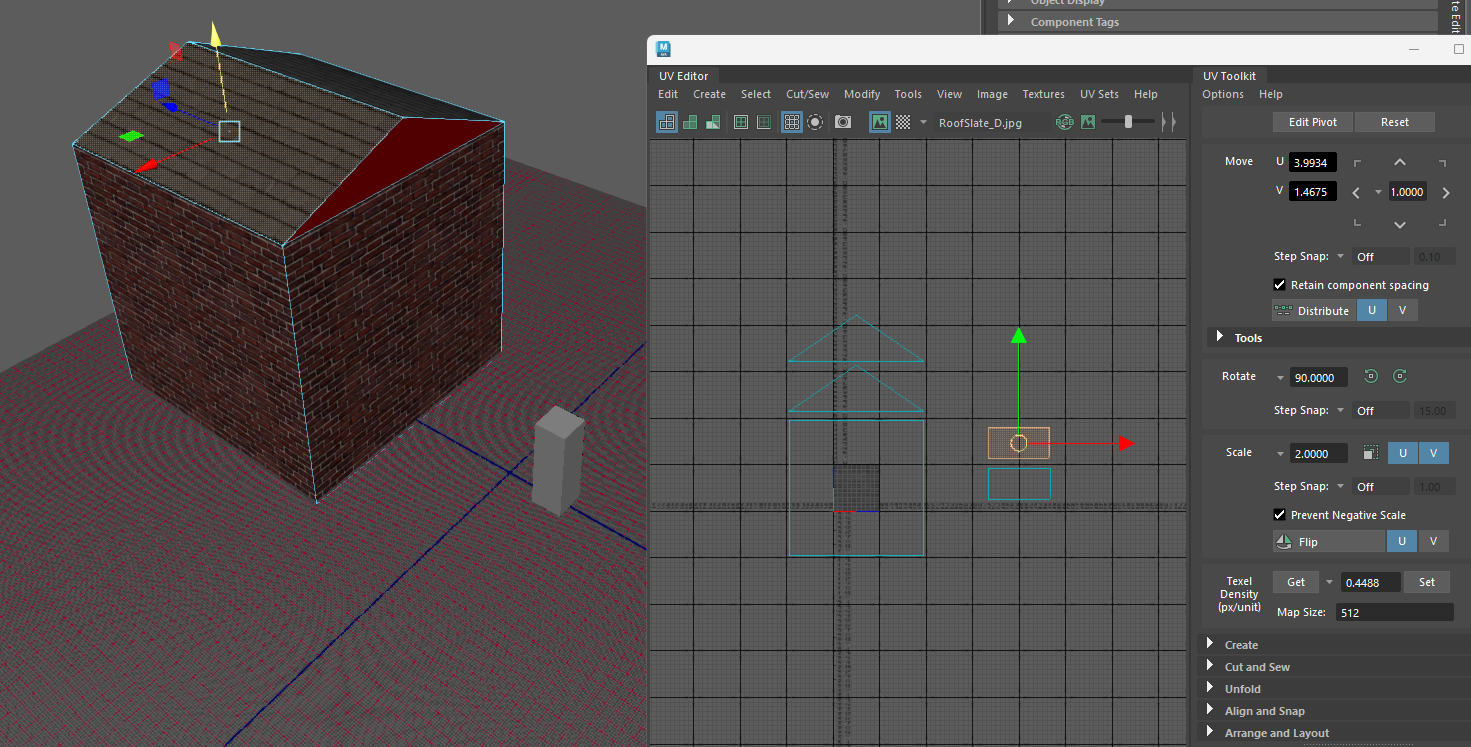 Object Display
Component Tags
te Edit
M
UV Editor
UV Toolkit
Edit Create Select Cut/Sew Modify Tools View Image Textures UV Sets Help
Options Help
RoofSlate_D.jpg
RGB
Edit Pivot Reset
Move U 3.9934
V 1.4675 1.0000
Step Snap: Off 0.10
Retain component spacing
Distribute U V
Tools
Rotate 90.0000
Step Snap: Off 15.00
Scale 2.0000 U V
Step Snap: Off 1.00
Prevent Negative Scale
Flip U V
Texel
Density
(px/unit)
Get 0.4488 Set
Map Size: 512
Create
Cut and Sew
Unfold
Align and Snap
Arrange and Layout